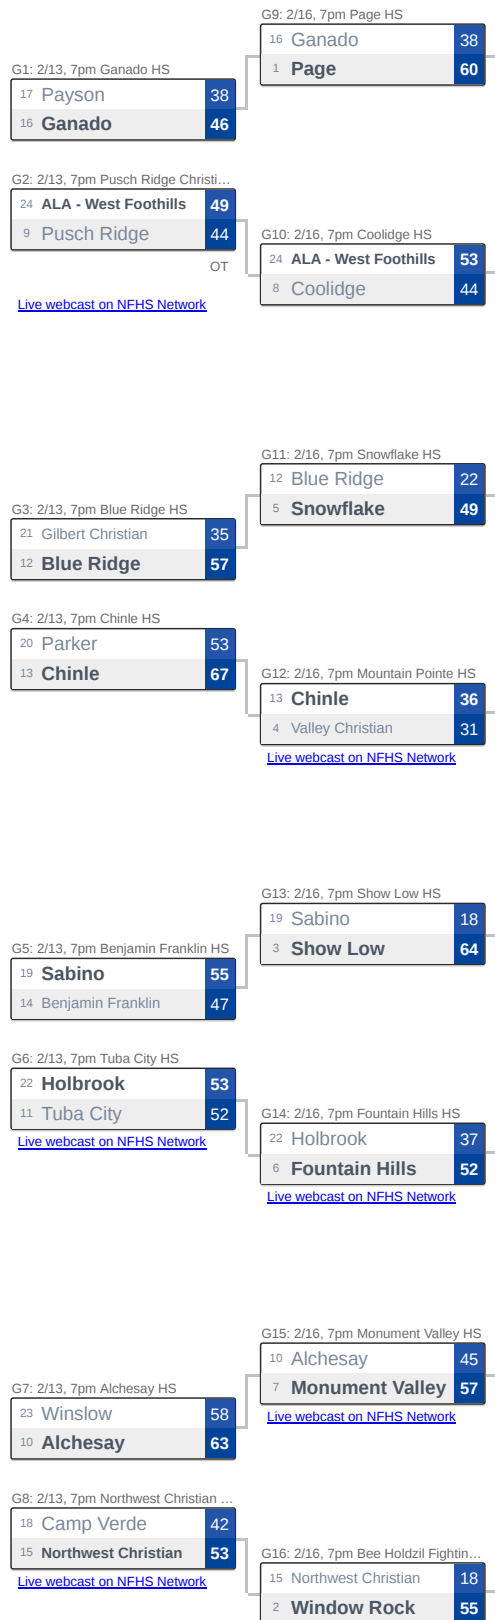 G9: 2/16, 7pm Page HS
16 Ganado 38
1 Page 60
G1: 2/13, 7pm Ganado HS
17 Payson 38
16 Ganado 46
G2: 2/13, 7pm Pusch Ridge Christi…
24 ALA - West Foothills 49
9 Pusch Ridge 44
OT
Live webcast on NFHS Network
G10: 2/16, 7pm Coolidge HS
24 ALA - West Foothills 53
8 Coolidge 44
G11: 2/16, 7pm Snowflake HS
12 Blue Ridge 22
5 Snowflake 49
G3: 2/13, 7pm Blue Ridge HS
21 Gilbert Christian 35
12 Blue Ridge 57
G4: 2/13, 7pm Chinle HS
20 Parker 53
13 Chinle 67
G12: 2/16, 7pm Mountain Pointe HS
13 Chinle 36
4 Valley Christian 31
Live webcast on NFHS Network
G13: 2/16, 7pm Show Low HS
19 Sabino 18
3 Show Low 64
G5: 2/13, 7pm Benjamin Franklin HS
19 Sabino 55
14 Benjamin Franklin 47
G6: 2/13, 7pm Tuba City HS
22 Holbrook 53
11 Tuba City 52
Live webcast on NFHS Network
G14: 2/16, 7pm Fountain Hills HS
22 Holbrook 37
6 Fountain Hills 52
Live webcast on NFHS Network
G15: 2/16, 7pm Monument Valley HS
10 Alchesay 45
7 Monument Valley 57
Live webcast on NFHS Network
G7: 2/13, 7pm Alchesay HS
23 Winslow 58
10 Alchesay 63
G8: 2/13, 7pm Northwest Christian …
18 Camp Verde 42
15 Northwest Christian 53
Live webcast on NFHS Network
G16: 2/16, 7pm Bee Holdzil Fightin…
15 Northwest Christian 18
2 Window Rock 55